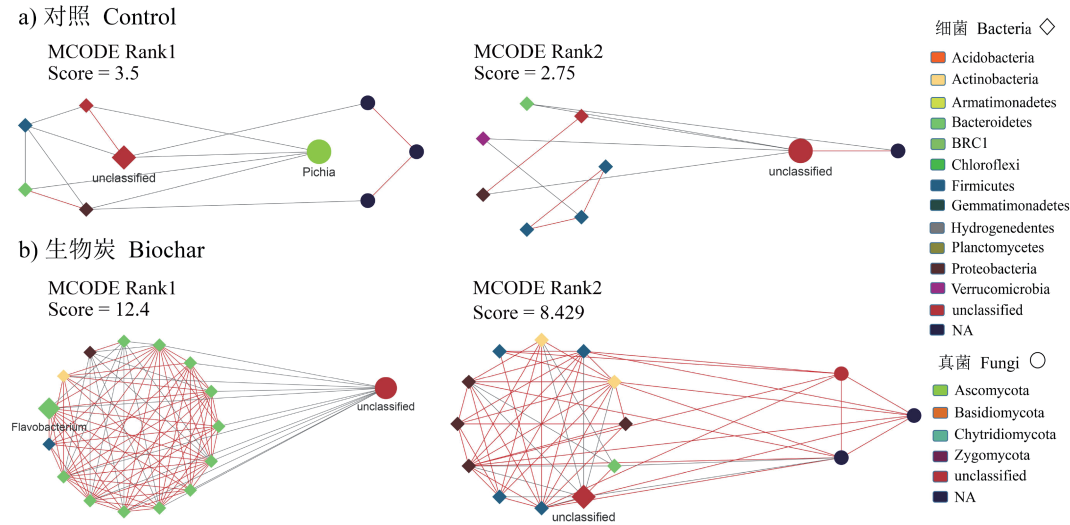 a) 对照 Control
MCODE Rank1
Score = 3.5
unclassified
Pichia
MCODE Rank2
Score = 2.75
unclassified
b) 生物炭 Biochar
MCODE Rank1
Score = 12.4
Flavobacterium
unclassified
MCODE Rank2
Score = 8.429
unclassified
细菌 Bacteria
Acidobacteria
Actinobacteria
Armatimonadetes
Bacteroidetes
BRC1
Chloroflexi
Firmicutes
Gemmatimonadetes
Hydrogenedentes
Planctomycetes
Proteobacteria
Verrucomicrobia
unclassified
NA
真菌 Fungi
Ascomycota
Basidiomycota
Chytridiomycota
Zygomycota
unclassified
NA